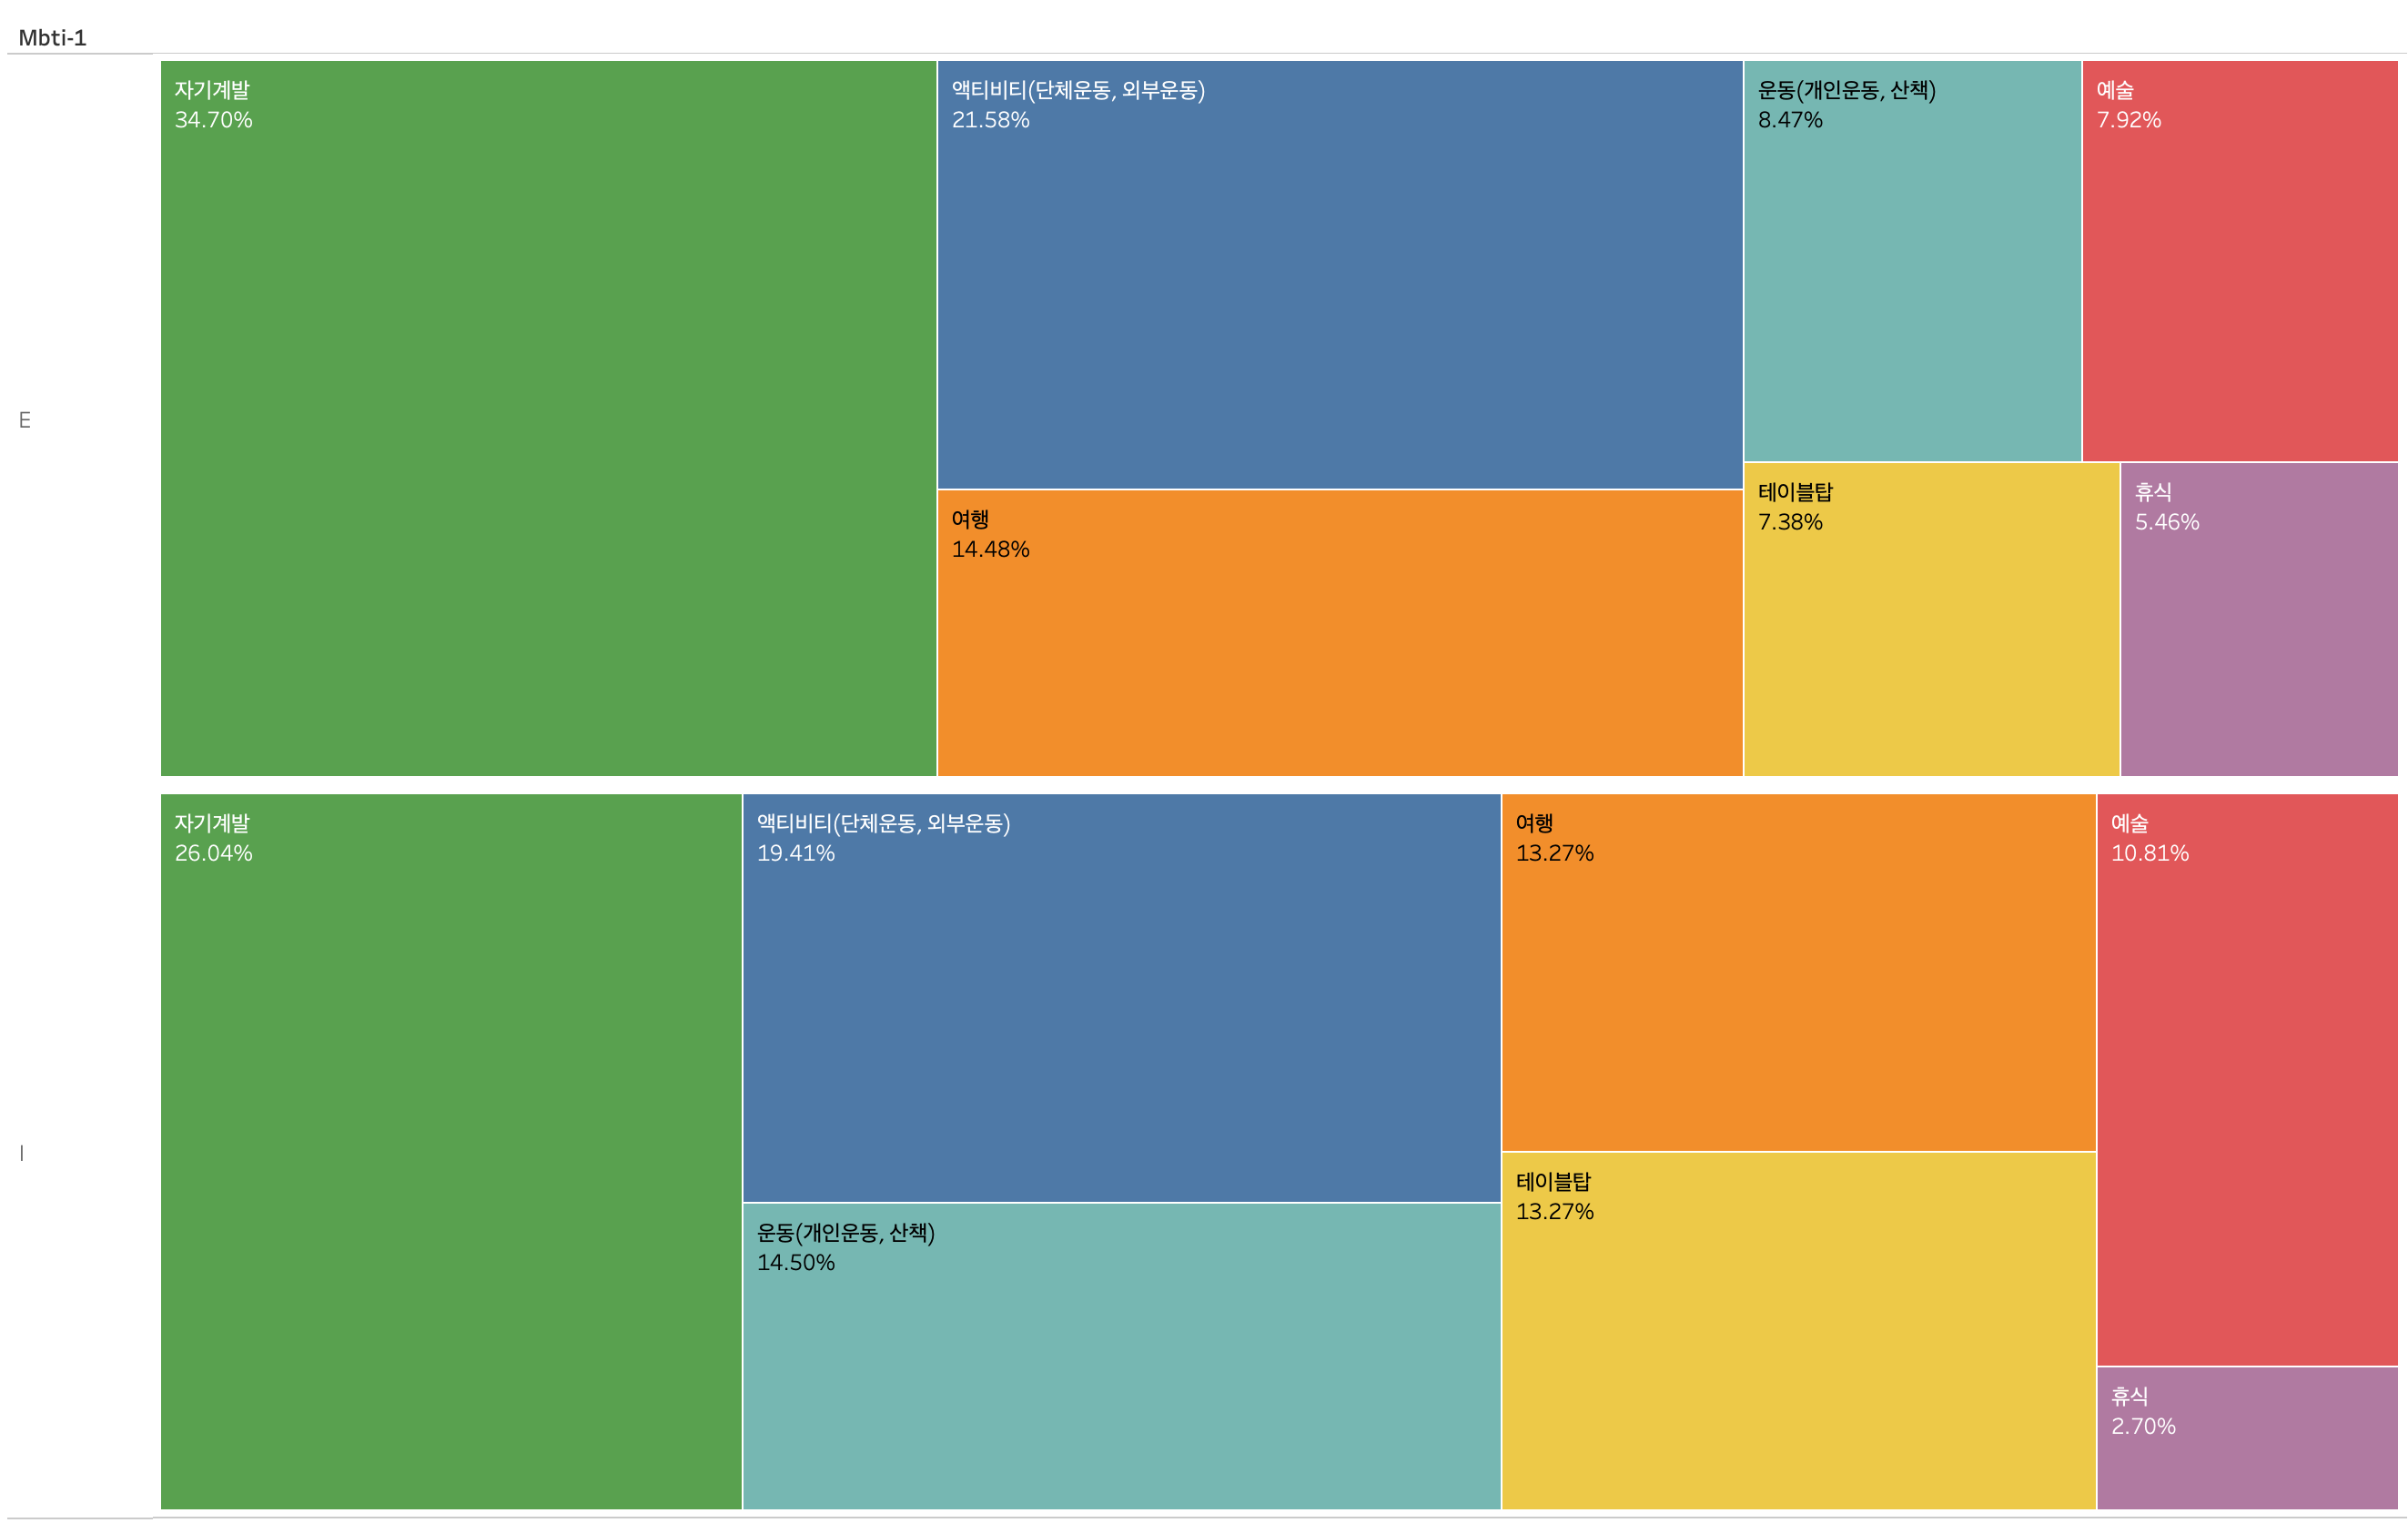 Mbti-1
E
자기계발
34.70%
액티비티(단체운동, 외부운동)
21.58%
여행
14.48%
운동(개인운동, 산책)
8.47%
예술
7.92%
테이블탑
7.38%
휴식
5.46%
I
자기계발
26.04%
액티비티(단체운동, 외부운동)
19.41%
운동(개인운동, 산책)
14.50%
여행
13.27%
테이블탑
13.27%
예술
10.81%
휴식
2.70%